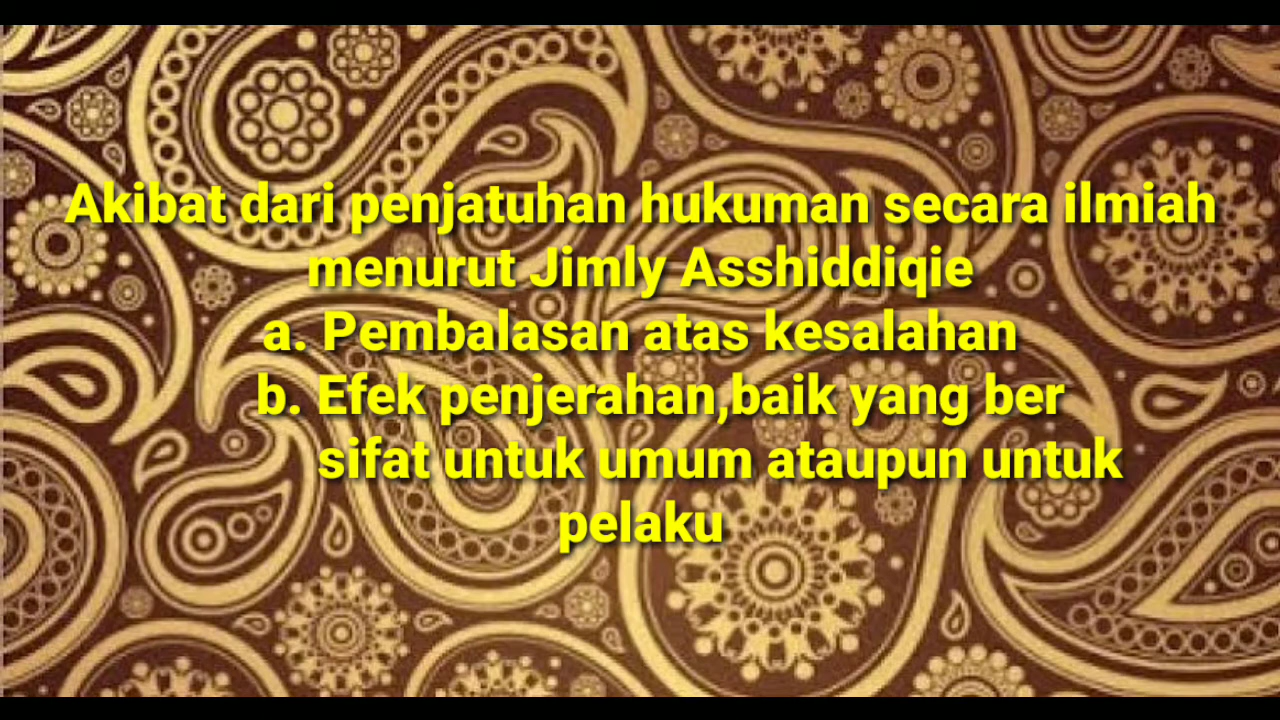 Akibat dari penjatuhan hukuman secara ilmiah
menurut Jimly Asshiddiqie
a. Pembalasan atas kesalahan
b. Efek penjerahan,baik yang ber
sifat untuk umum ataupun untuk
pelaku